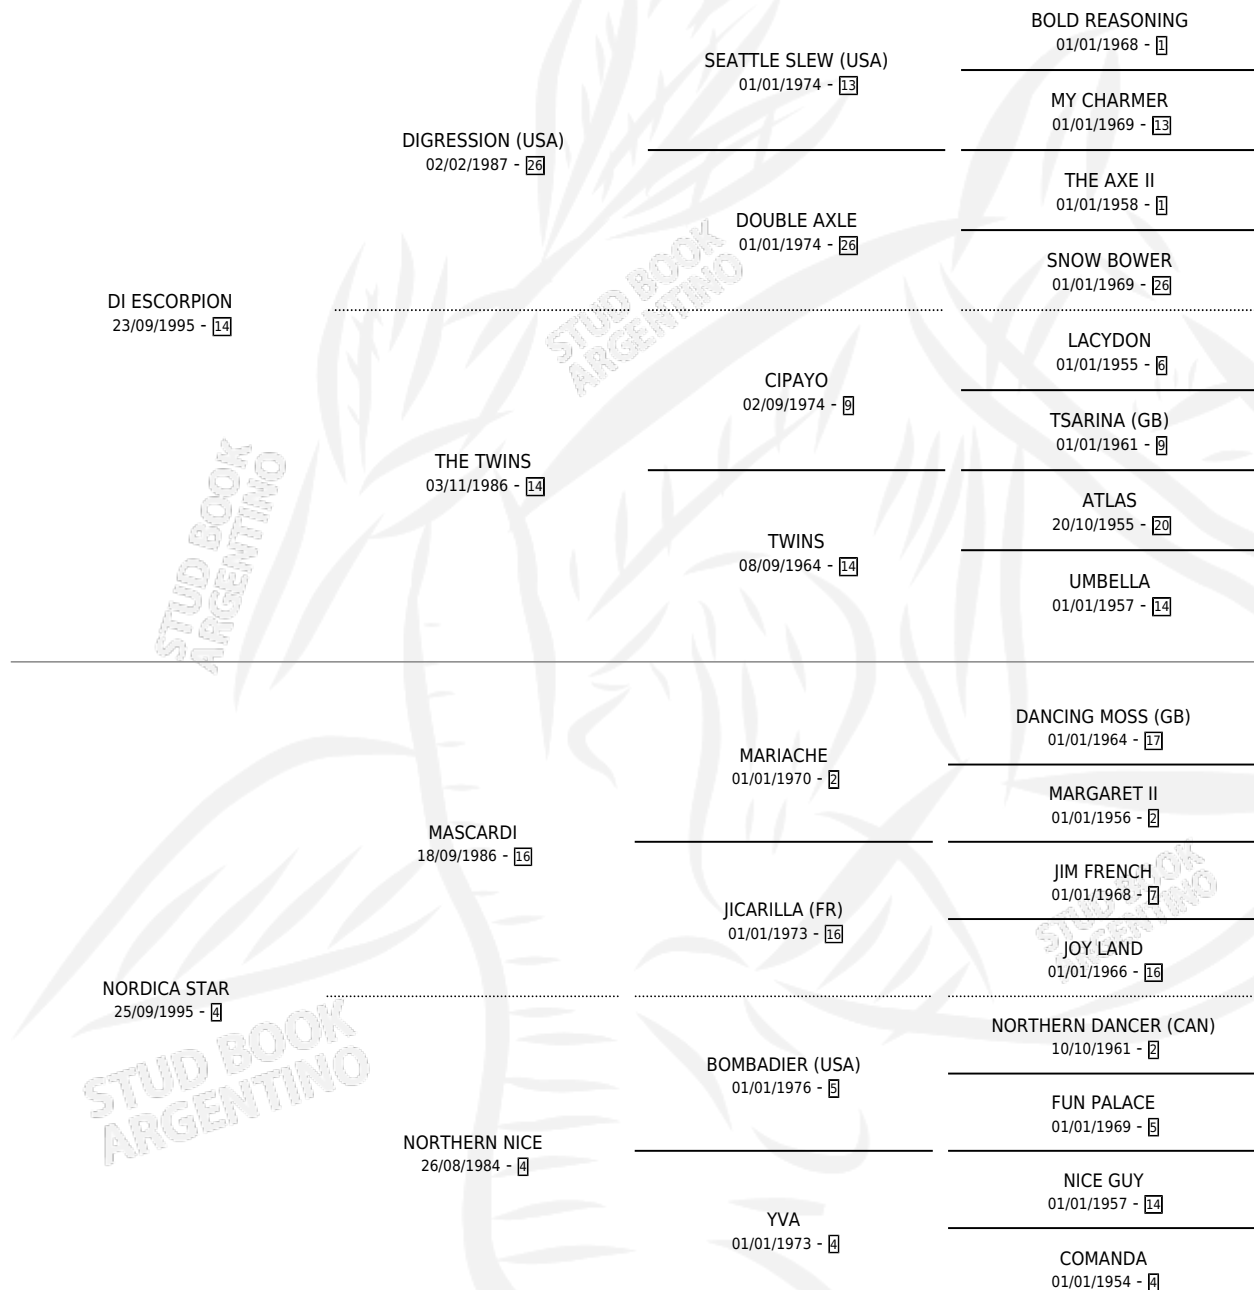 BOLD REASONING
01/01/1968 - 1
SEATTLE SLEW (USA)
01/01/1974 - 13
MY CHARMER
01/01/1969 - 13
DIGRESSION (USA)
02/02/1987 - 26
THE AXE II
01/01/1958 - 1
DOUBLE AXLE
01/01/1974 - 26
SNOW BOWER
01/01/1969 - 26
DI ESCORPION
23/09/1995 - 14
STUD BOOK
ARGENTINO
LACYDON
01/01/1955 - 6
CIPAYO
02/09/1974 - 9
TSARINA (GB)
01/01/1961 - 9
THE TWINS
03/11/1986 - 14
ATLAS
20/10/1955 - 20
TWINS
08/09/1964 - 14
UMBELLA
01/01/1957 - 14
STUD BOOK
ARGENTINO
DANCING MOSS (GB)
01/01/1964 - 17
MARIACHE
01/01/1970 - 2
MARGARET II
01/01/1956 - 2
MASCARDI
18/09/1986 - 16
JIM FRENCH
01/01/1968 - 7
JICARILLA (FR)
01/01/1973 - 16
STUD BOOK
ARGENTINO
JOY LAND
01/01/1966 - 16
NORDICA STAR
25/09/1995 - 4
NORTHERN DANCER (CAN)
10/10/1961 - 2
BOMBADIER (USA)
01/01/1976 - 5
FUN PALACE
01/01/1969 - 5
STUD BOOK
ARGENTINO
NORTHERN NICE
26/08/1984 - 4
NICE GUY
01/01/1957 - 14
YVA
01/01/1973 - 4
COMANDA
01/01/1954 - 4